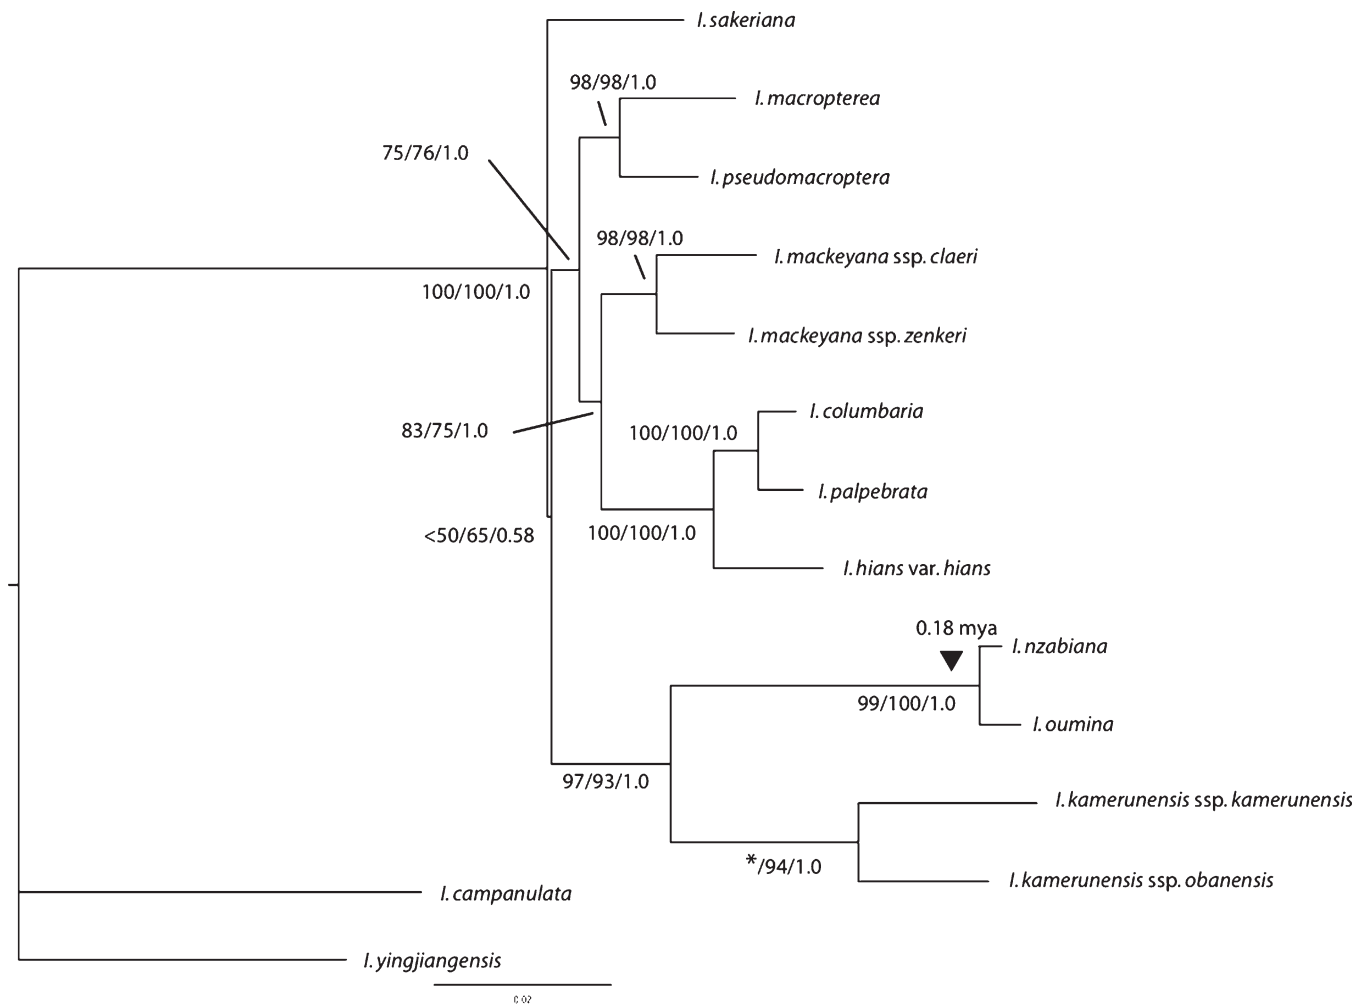 I. sakeriana
98/98/1.0
I. macropterea
75/76/1.0
I. pseudomacroptera
98/98/1.0
I. mackeyana ssp. claeri
100/100/1.0
I. mackeyana ssp. zenkeri
I. columbaria
83/75/1.0
100/100/1.0
I. palpebrata
<50/65/0.58
100/100/1.0
I. hians var. hians
0.18 mya
I. nzabiana
99/100/1.0
I. oumina
97/93/1.0
I. kamerunensis ssp. kamerunensis
*/94/1.0
I. kamerunensis ssp. obanensis
I. campanulata
I. yingjiangensis
0.02